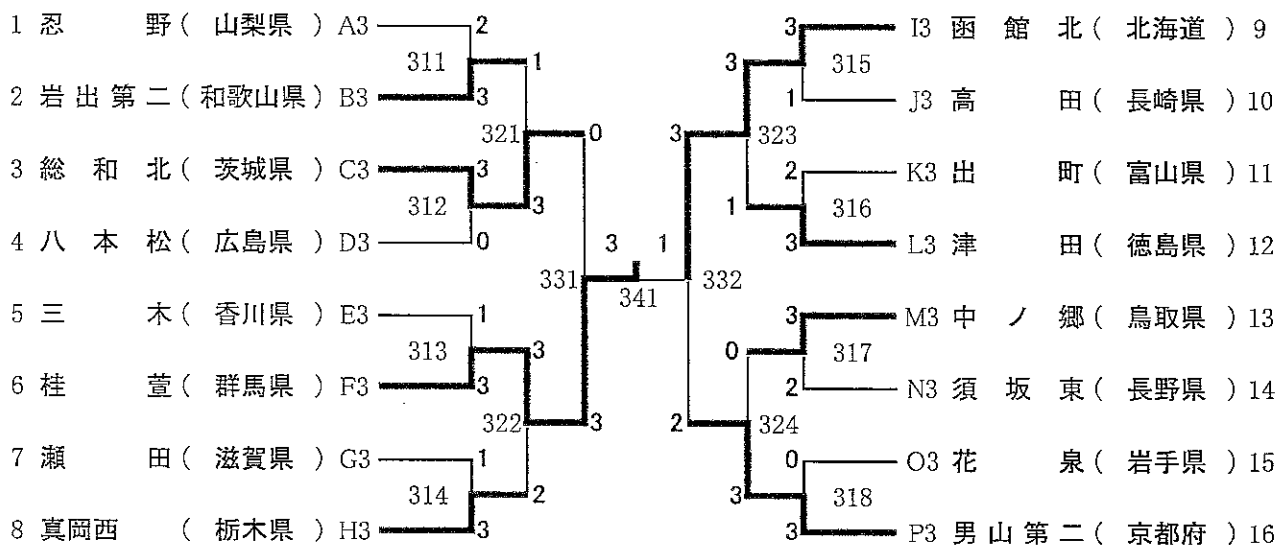 1 忍野( 山梨県 ) A3 2
311 1
2 岩出第二( 和歌山県 ) B3 3
321 0
3 総和北( 茨城県 ) C3 3
312 3
4 八本松( 広島県 ) D3 0
331 3 1 341 332
5 三木( 香川県 ) E3 1
313 3
6 桂萱( 群馬県 ) F3 3
322 3
7 瀬田( 滋賀県 ) G3 1
314 2
8 真岡西( 栃木県 ) H3 3
3 I3 函館北( 北海道 ) 9
3 315
1 J3 高田( 長崎県 ) 10
3 323
2 K3 出町( 富山県 ) 11
1 316
3 L3 津田( 徳島県 ) 12
3 M3 中ノ郷( 鳥取県 ) 13
0 317
2 N3 須坂東( 長野県 ) 14
2 324
0 O3 花泉( 岩手県 ) 15
3 318
3 P3 男山第二( 京都府 ) 16